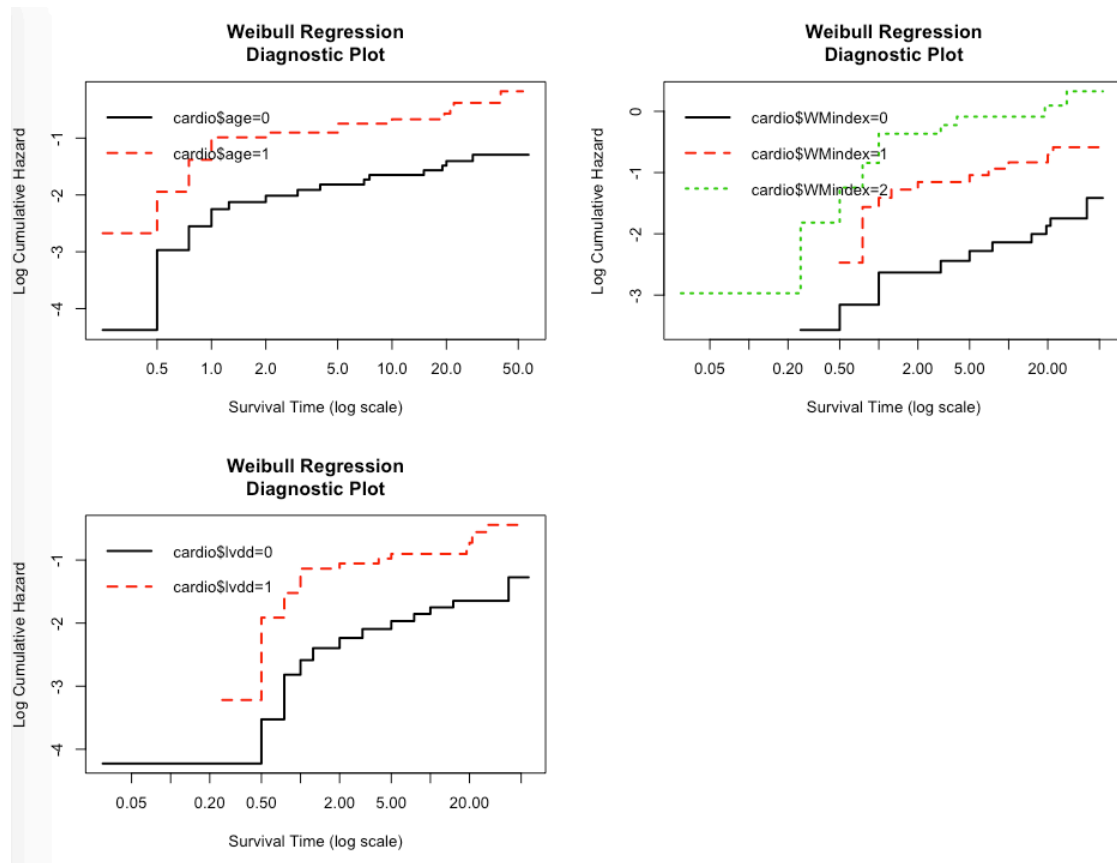 Weibull Regression
Diagnostic Plot
Log Cumulative Hazard
-1
-2
-3
-4
cardio$age=0
cardio$age=1
0.5 1.0 2.0 5.0 10.0 20.0 50.0
Survival Time (log scale)
Weibull Regression
Diagnostic Plot
Log Cumulative Hazard
0
-1
-2
-3
cardio$WMindex=0
cardio$WMindex=1
cardio$WMindex=2
0.05 0.20 0.50 2.00 5.00 20.00
Survival Time (log scale)
Weibull Regression
Diagnostic Plot
Log Cumulative Hazard
-1
-2
-3
-4
cardio$lvdd=0
cardio$lvdd=1
0.05 0.20 0.50 2.00 5.00 20.00
Survival Time (log scale)